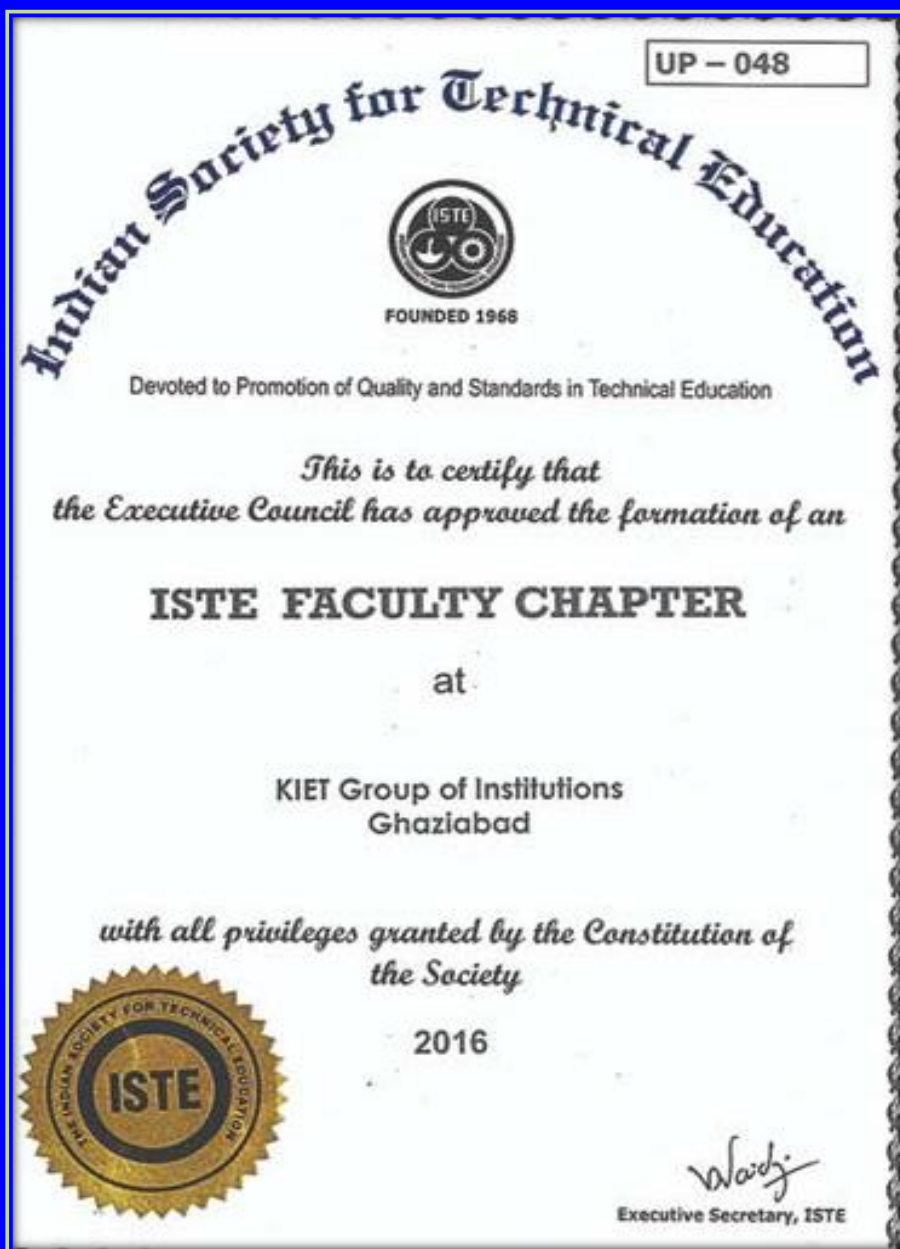 UP – 048
Indian Society for Technical Education
ISTE
FOUNDED 1968
Devoted to Promotion of Quality and Standards in Technical Education
This is to certify that
the Executive Council has approved the formation of an
ISTE FACULTY CHAPTER
at
KIET Group of Institutions
Ghaziabad
with all privileges granted by the Constitution of
the Society
2016
THE INDIAN SOCIETY FOR TECHNICAL EDUCATION
ISTE
Executive Secretary, ISTE